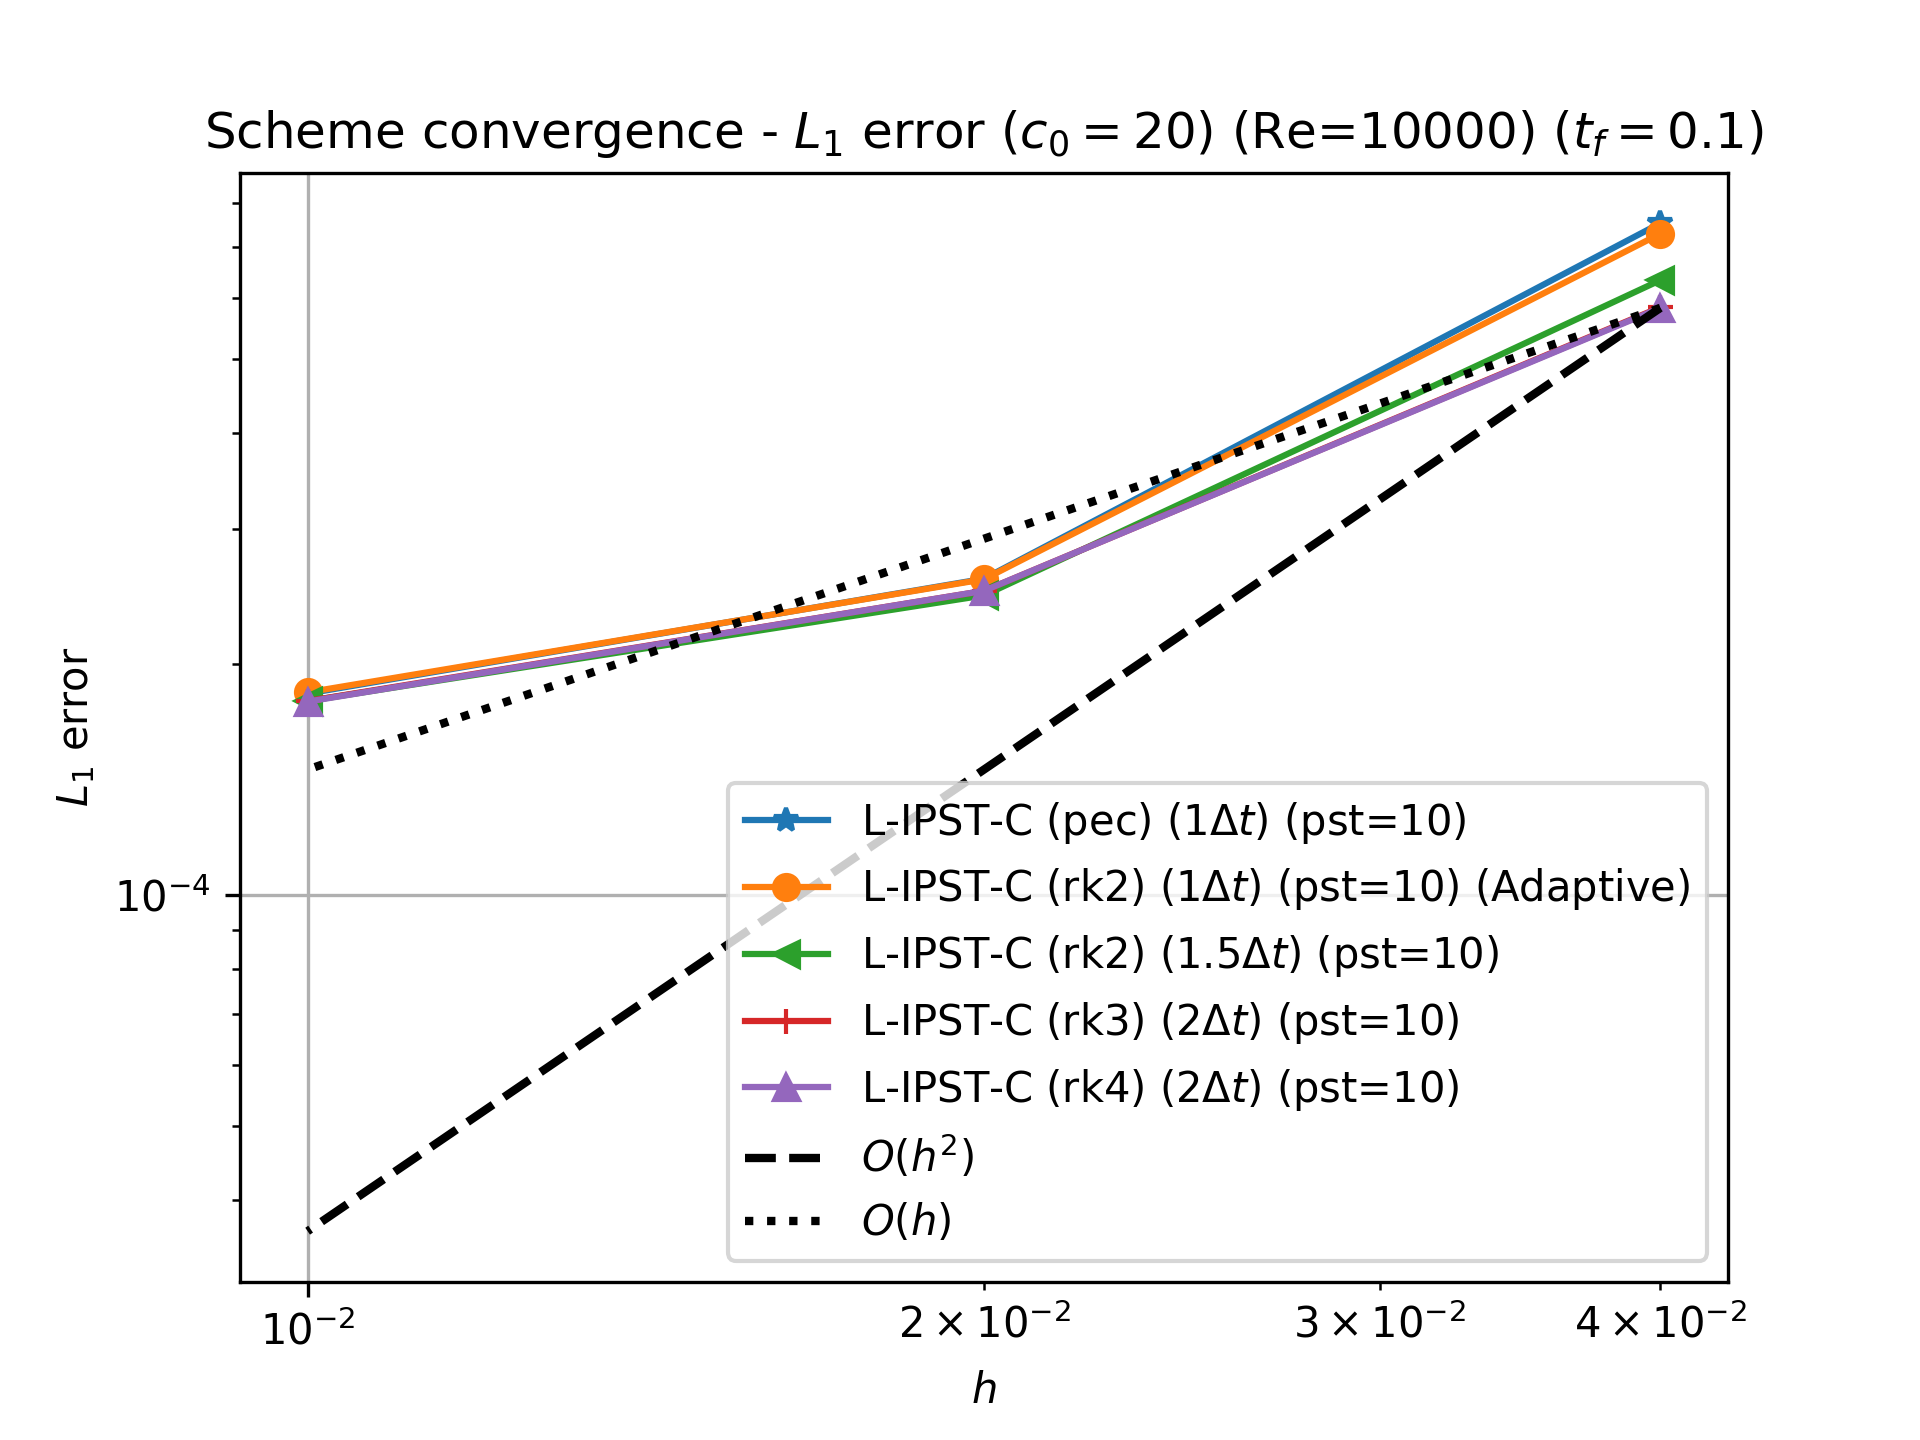 Scheme convergence - L₁ error (c₀ = 20) (Re=10000) (t_f = 0.1)
L₁ error
10⁻⁴
L-IPST-C (pec) (1Δt) (pst=10)
L-IPST-C (rk2) (1Δt) (pst=10) (Adaptive)
L-IPST-C (rk2) (1.5Δt) (pst=10)
L-IPST-C (rk3) (2Δt) (pst=10)
L-IPST-C (rk4) (2Δt) (pst=10)
O(h²)
O(h)
10⁻² 2 × 10⁻² 3 × 10⁻² 4 × 10⁻²
h